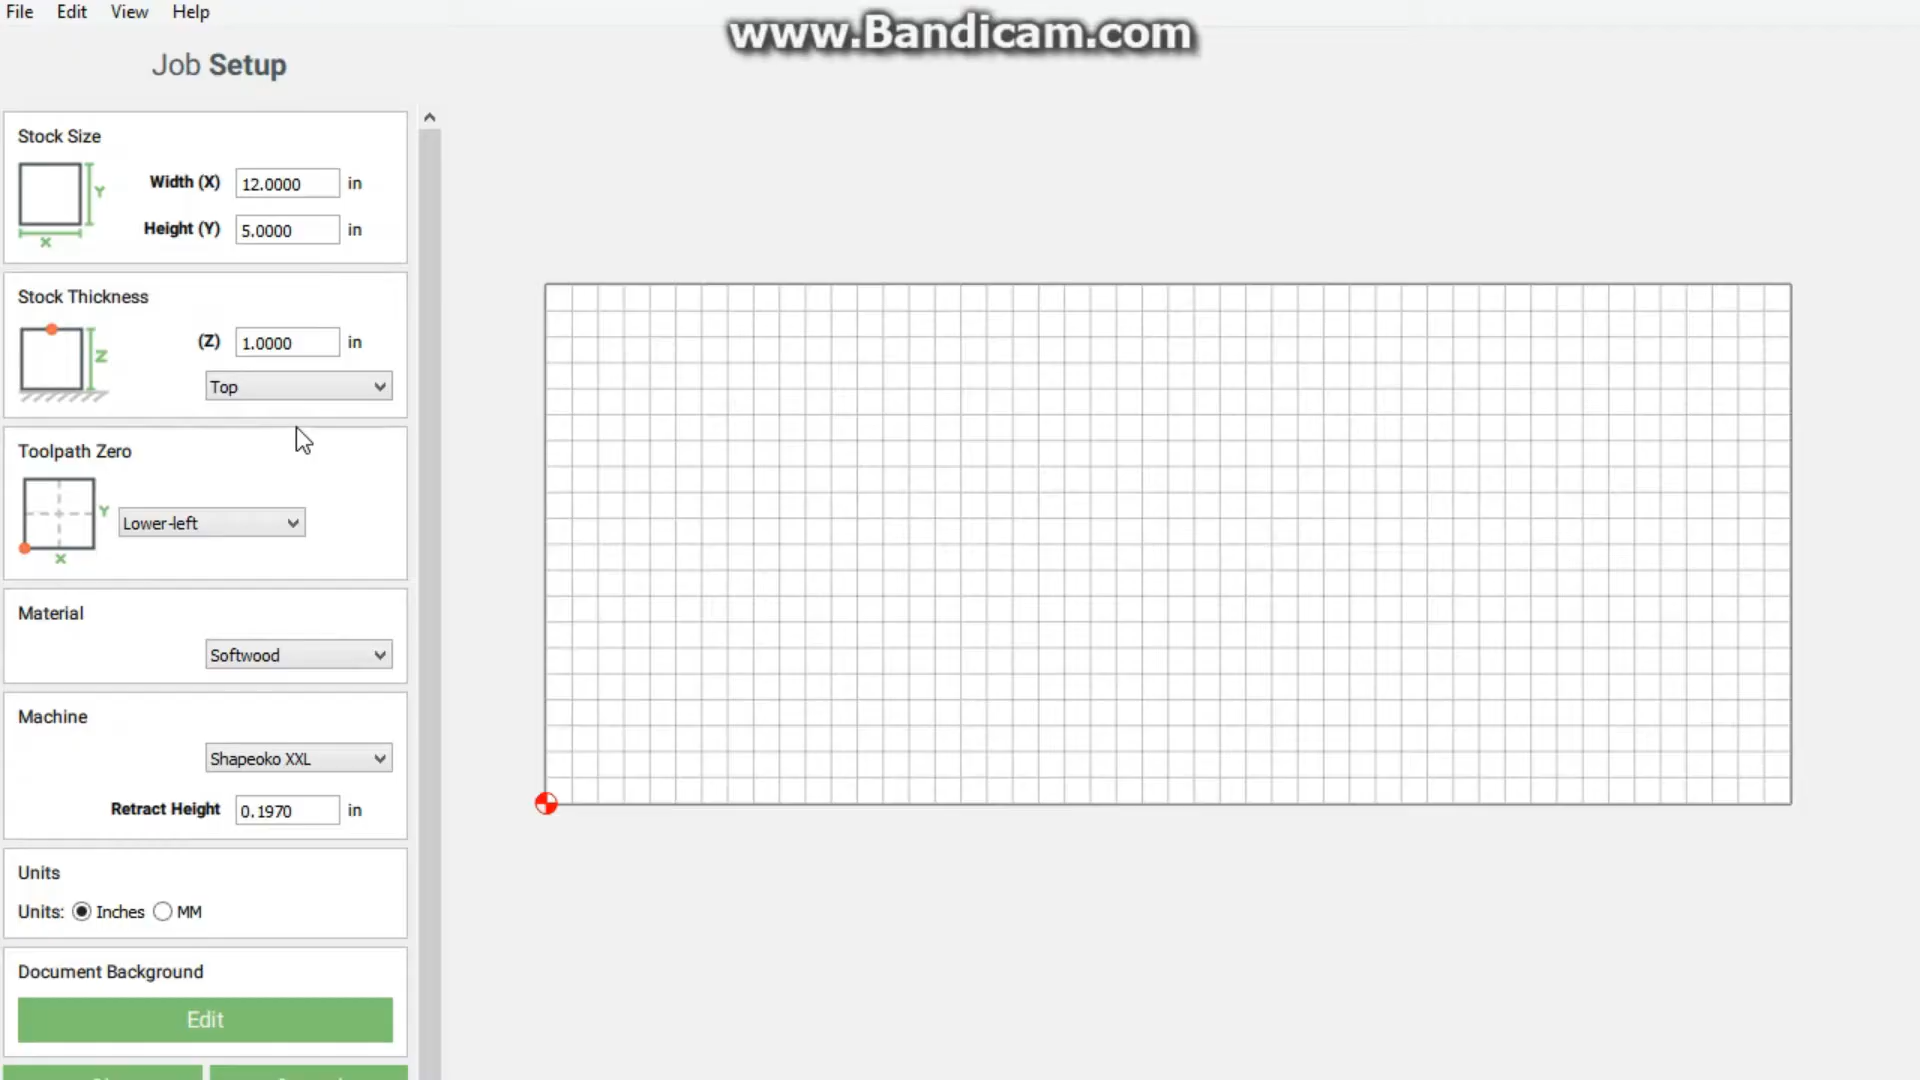 File Edit View Help
www.Bandicam.com
Job Setup
Stock Size
Y
X
Width (X) 12.0000 in
Height (Y) 5.0000 in
Stock Thickness
Z
(Z) 1.0000 in
Top
Toolpath Zero
Y
X
Lower-left
Material
Softwood
Machine
Shapeoko XXL
Retract Height 0.1970 in
Units
Units: Inches MM
Document Background
Edit